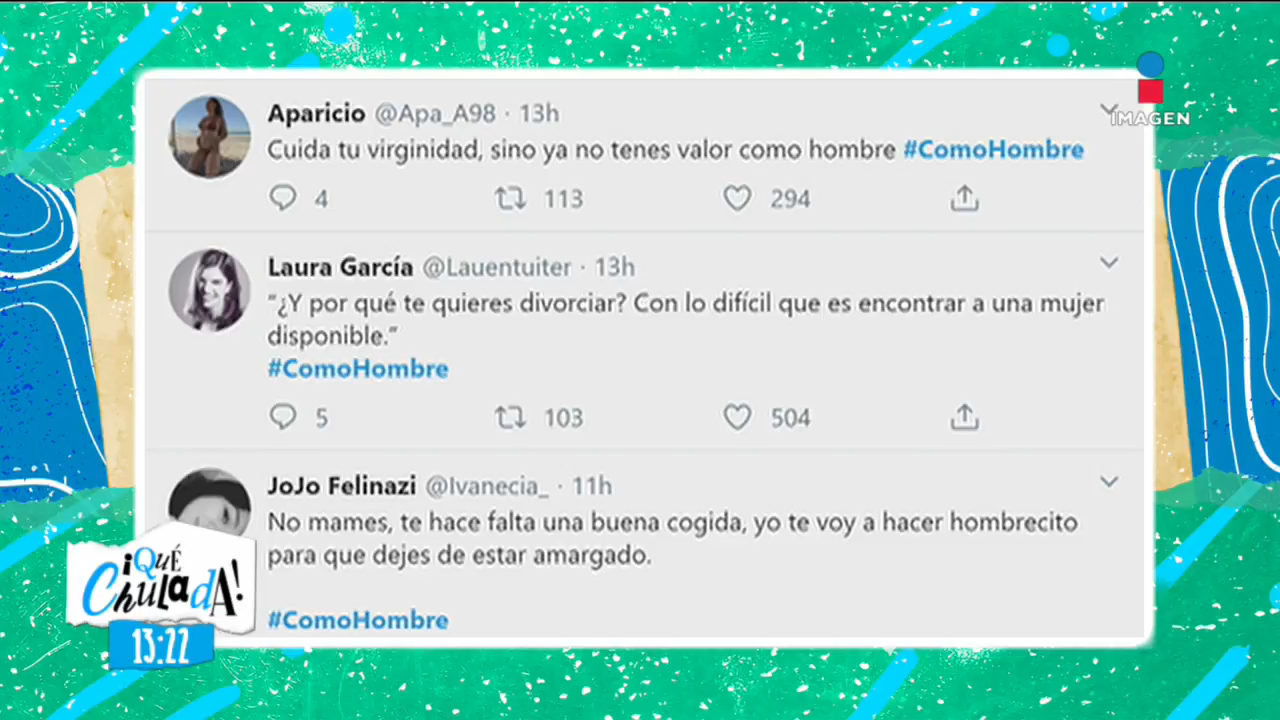 IMAGEN
Aparicio @Apa_A98 · 13h
Cuida tu virginidad, sino ya no tenes valor como hombre #ComoHombre
4 113 294
Laura García @Lauentuiter · 13h
"¿Y por qué te quieres divorciar? Con lo difícil que es encontrar a una mujer
disponible."
#ComoHombre
5 103 504
JoJo Felinazi @Ivanecia_ · 11h
No mames, te hace falta una buena cogida, yo te voy a hacer hombrecito
para que dejes de estar amargado.
#ComoHombre
¡QUÉ
ChuLadA!
13:22